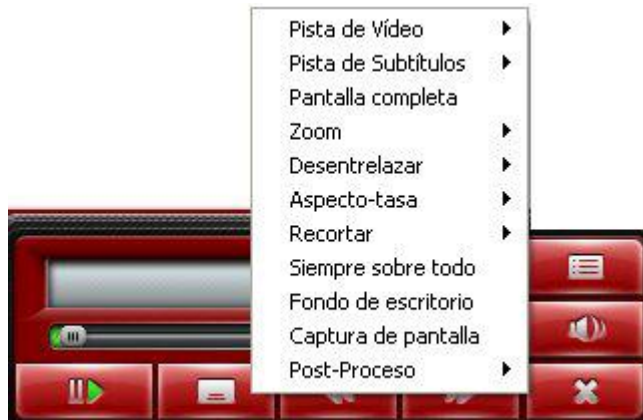 Pista de Vídeo
Pista de Subtítulos
Pantalla completa
Zoom
Desentrelazar
Aspecto-tasa
Recortar
Siempre sobre todo
Fondo de escritorio
Captura de pantalla
Post-Proceso